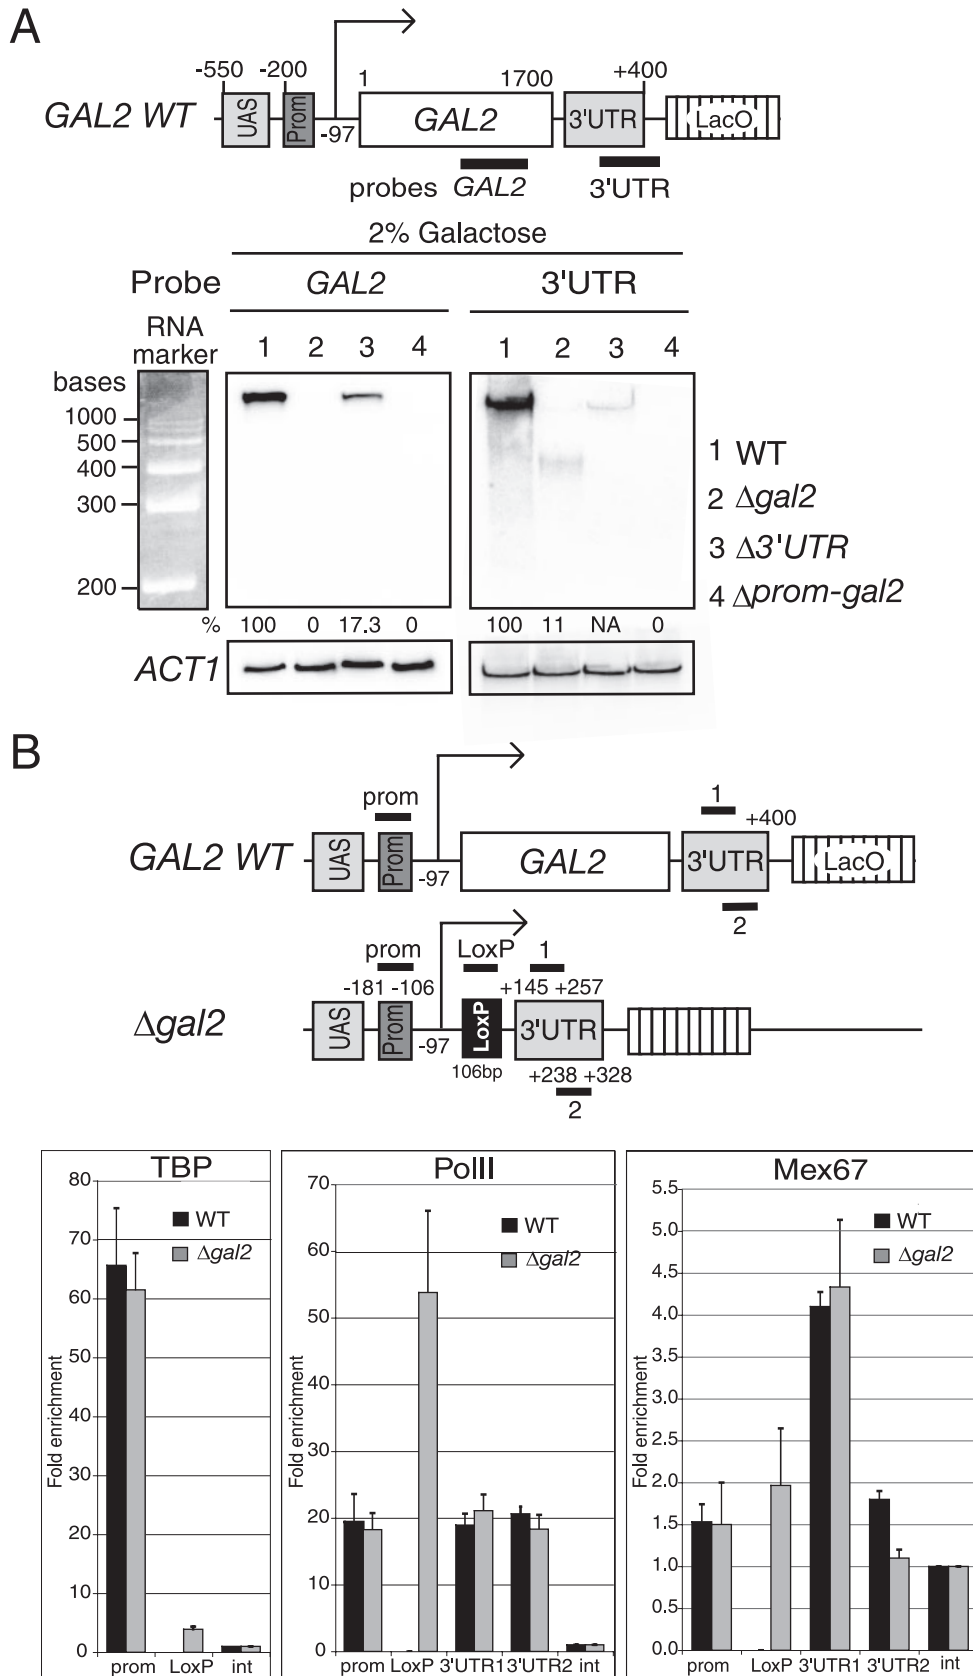 A
-550 -200 1 1700 +400
GAL2 WT UAS Prom -97 GAL2 3'UTR LacO
probes GAL2 3'UTR
2% Galactose
Probe GAL2 3'UTR
RNA marker 1 2 3 4 1 2 3 4
bases
1000
500
400
300
200
1 WT
2 Δgal2
3 Δ3'UTR
4 Δprom-gal2
% 100 0 17.3 0 100 11 NA 0
ACT1
B
prom 1 +400
GAL2 WT UAS Prom -97 GAL2 3'UTR LacO
2
prom LoxP 1
-181 -106 +145 +257
Δgal2 UAS Prom -97 LoxP 3'UTR
106bp +238 +328
2
TBP
WT
Δgal2
Fold enrichment
80
70
60
50
40
30
20
10
0
prom LoxP int
PolII
WT
Δgal2
Fold enrichment
70
60
50
40
30
20
10
0
prom LoxP 3'UTR1 3'UTR2 int
Mex67
WT
Δgal2
Fold enrichment
5.5
5.0
4.5
4.0
3.5
3.0
2.5
2.0
1.5
1.0
0.5
0.0
prom LoxP 3'UTR1 3'UTR2 int